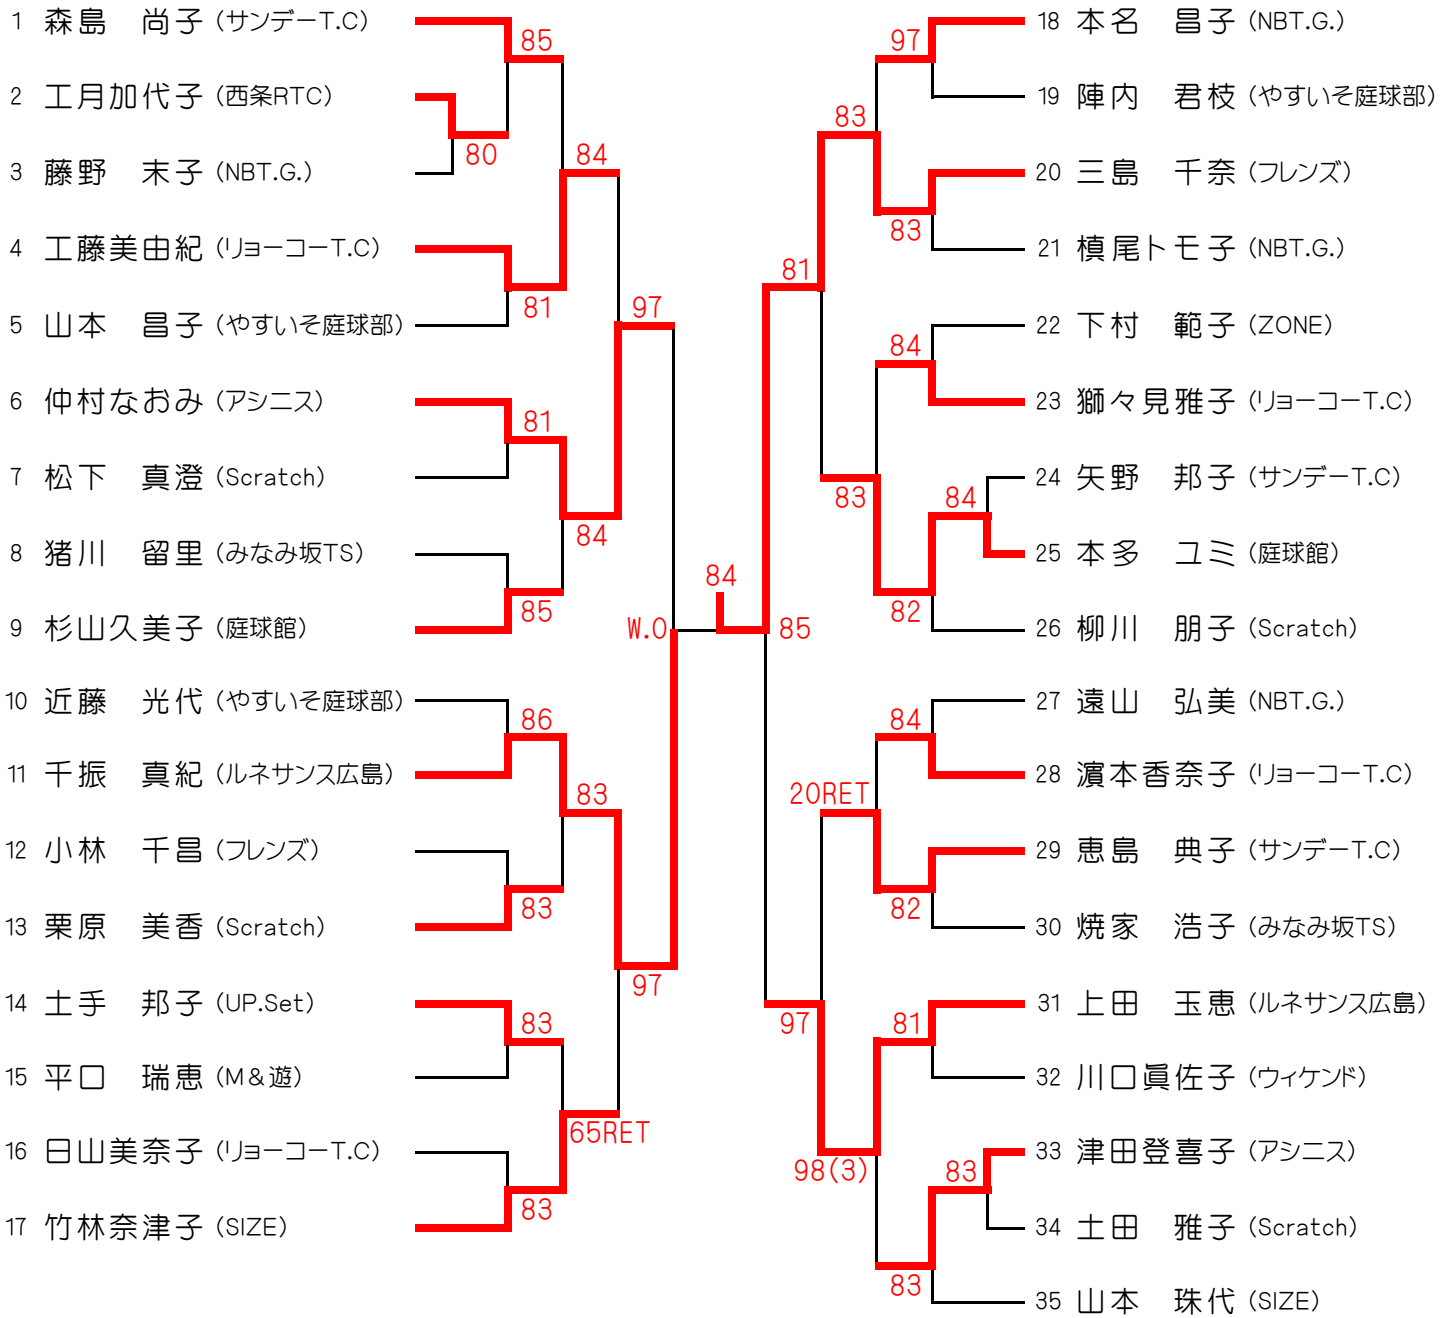 1 森島 尚子 (サンデーT.C)
2 工月加代子 (西条RTC)
3 藤野 末子 (NBT.G.)
4 工藤美由紀 (リョーコーT.C)
5 山本 昌子 (やすいそ庭球部)
6 仲村なおみ (アシニス)
7 松下 真澄 (Scratch)
8 猪川 留里 (みなみ坂TS)
9 杉山久美子 (庭球館)
10 近藤 光代 (やすいそ庭球部)
11 千振 真紀 (ルネサンス広島)
12 小林 千昌 (フレンズ)
13 栗原 美香 (Scratch)
14 土手 邦子 (UP.Set)
15 平口 瑞恵 (M&遊)
16 日山美奈子 (リョーコーT.C)
17 竹林奈津子 (SIZE)
85
80
81
81
85
86
83
83
83
84
84
83
65RET
97
97
W.O
84
85
81
97
83
83
20RET
98(3)
97
83
84
82
84
82
81
83
84
83
18 本名 昌子 (NBT.G.)
19 陣内 君枝 (やすいそ庭球部)
20 三島 千奈 (フレンズ)
21 槙尾トモ子 (NBT.G.)
22 下村 範子 (ZONE)
23 獅々見雅子 (リョーコーT.C)
24 矢野 邦子 (サンデーT.C)
25 本多 ユミ (庭球館)
26 柳川 朋子 (Scratch)
27 遠山 弘美 (NBT.G.)
28 濵本香奈子 (リョーコーT.C)
29 恵島 典子 (サンデーT.C)
30 焼家 浩子 (みなみ坂TS)
31 上田 玉恵 (ルネサンス広島)
32 川口眞佐子 (ウィケンド)
33 津田登喜子 (アシニス)
34 土田 雅子 (Scratch)
35 山本 珠代 (SIZE)